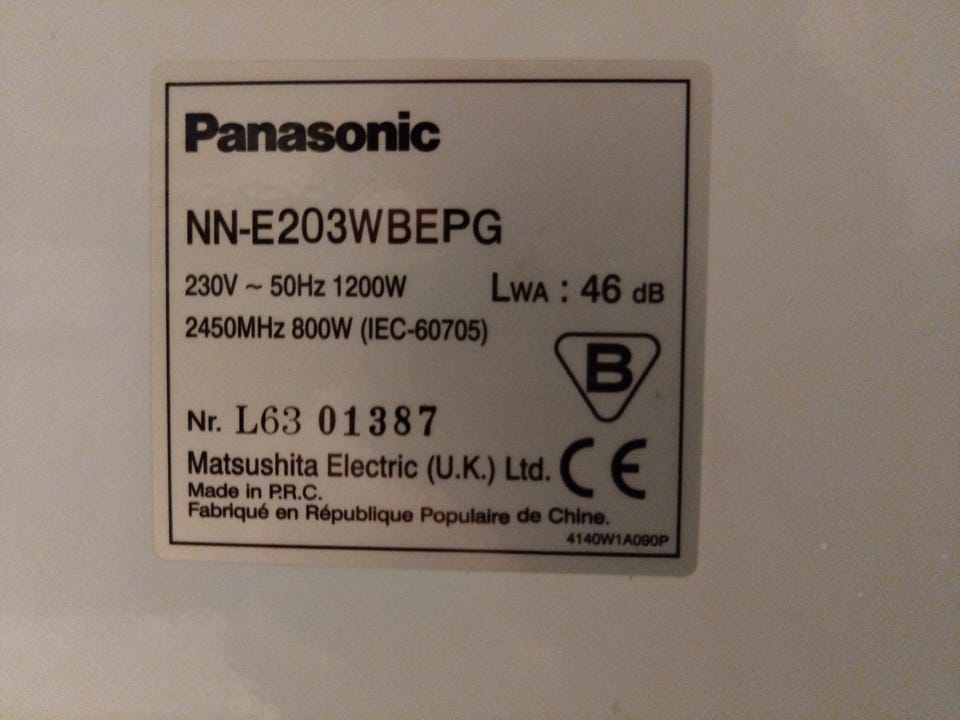 Panasonic
NN-E203WBEPG
230V ~ 50Hz 1200W LWA : 46 dB
2450MHz 800W (IEC-60705)
B
Nr. L63 01387
Matsushita Electric (U.K.) Ltd. CE
Made in P.R.C.
Fabriqué en République Populaire de Chine.
4140W1A090P